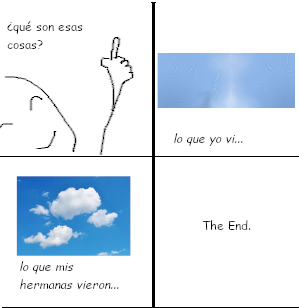 ¿qué son esas
cosas?
lo que yo vi...
lo que mis
hermanas vieron...
The End.